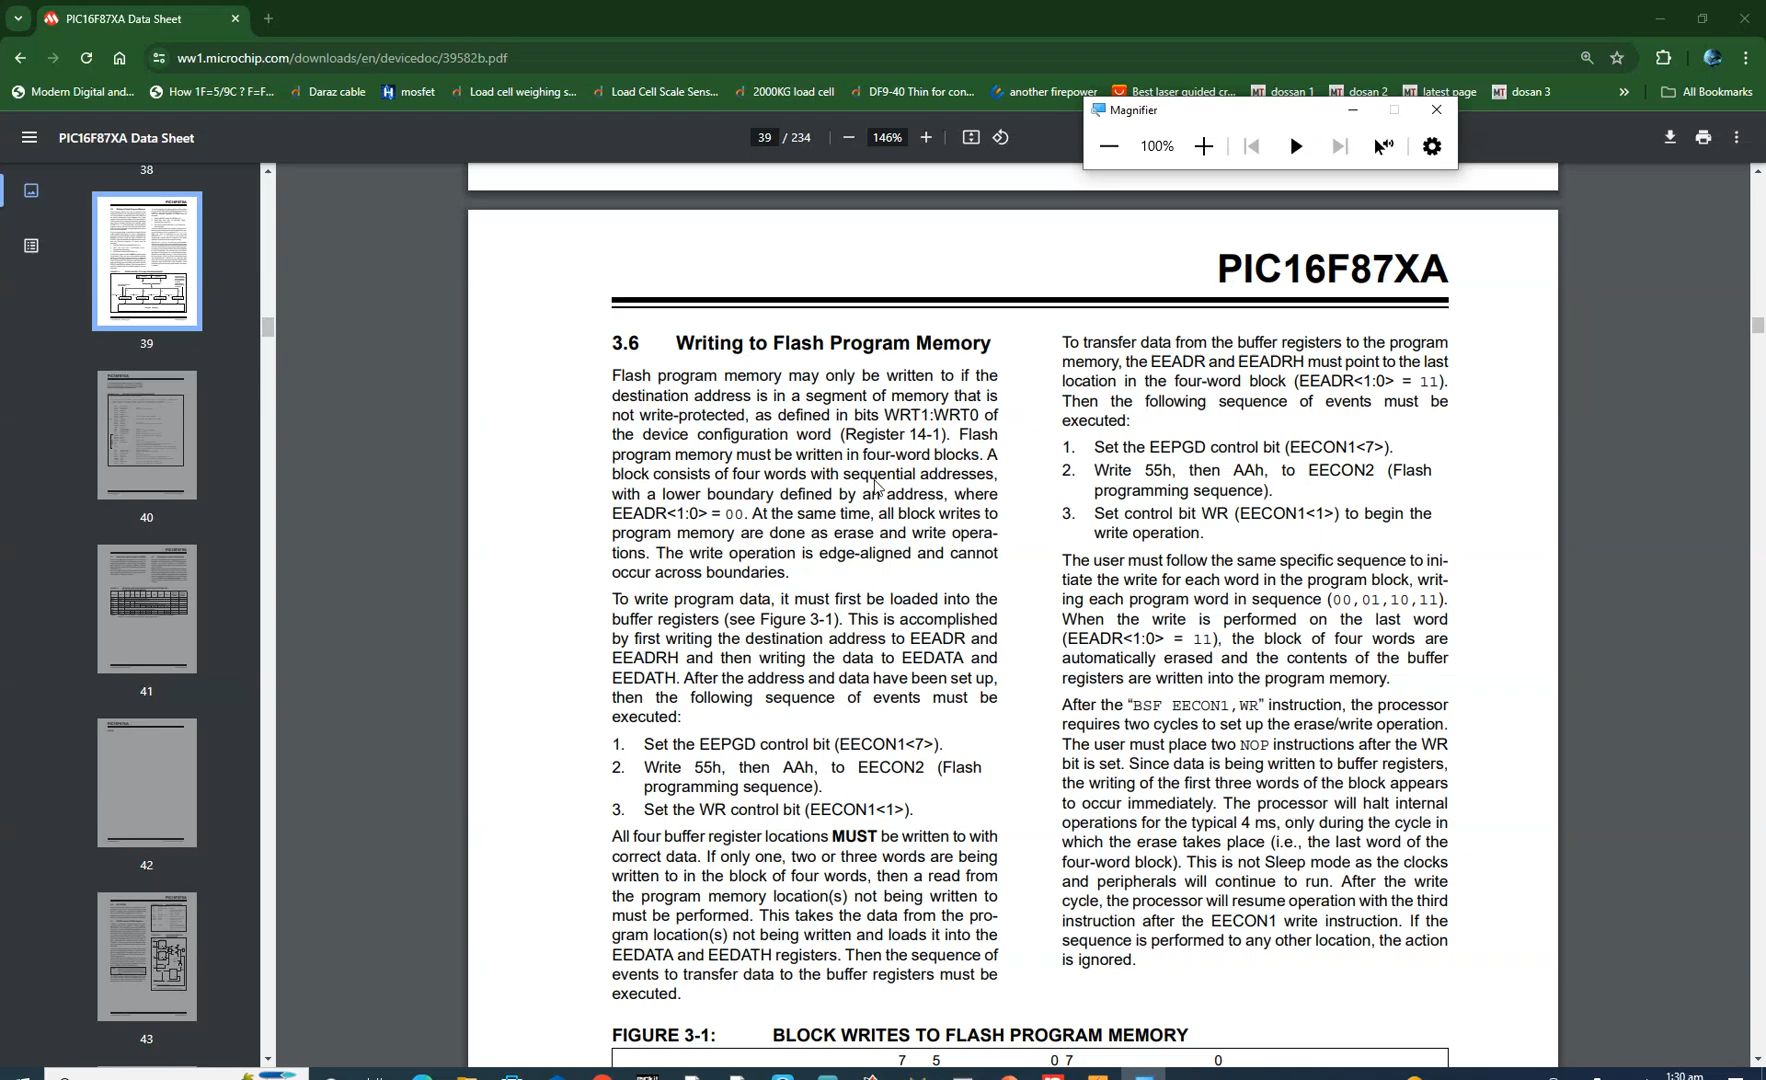 PIC16F87XA Data Sheet
ww1.microchip.com/downloads/en/devicedoc/39582b.pdf
Modern Digital and...
How 1F=5/9C ? F=F...
Daraz cable
mosfet
Load cell weighing s...
Load Cell Scale Sens...
2000KG load cell
DF9-40 Thin for con...
another firepower
Best laser guided cr...
dossan 1
dosan 2
latest page
dosan 3
All Bookmarks
Magnifier
100%
PIC16F87XA Data Sheet
39 / 234
146%
38
39
40
41
42
43
PIC16F87XA
3.6 Writing to Flash Program Memory
Flash program memory may only be written to if the
destination address is in a segment of memory that is
not write-protected, as defined in bits WRT1:WRT0 of
the device configuration word (Register 14-1). Flash
program memory must be written in four-word blocks. A
block consists of four words with sequential addresses,
with a lower boundary defined by an address, where
EEADR<1:0> = 00. At the same time, all block writes to
program memory are done as erase and write opera-
tions. The write operation is edge-aligned and cannot
occur across boundaries.
To write program data, it must first be loaded into the
buffer registers (see Figure 3-1). This is accomplished
by first writing the destination address to EEADR and
EEADRH and then writing the data to EEDATA and
EEDATH. After the address and data have been set up,
then the following sequence of events must be
executed:
1. Set the EEPGD control bit (EECON1<7>).
2. Write 55h, then AAh, to EECON2 (Flash
programming sequence).
3. Set the WR control bit (EECON1<1>).
All four buffer register locations MUST be written to with
correct data. If only one, two or three words are being
written to in the block of four words, then a read from
the program memory location(s) not being written to
must be performed. This takes the data from the pro-
gram location(s) not being written and loads it into the
EEDATA and EEDATH registers. Then the sequence of
events to transfer data to the buffer registers must be
executed.
To transfer data from the buffer registers to the program
memory, the EEADR and EEADRH must point to the last
location in the four-word block (EEADR<1:0> = 11).
Then the following sequence of events must be
executed:
1. Set the EEPGD control bit (EECON1<7>).
2. Write 55h, then AAh, to EECON2 (Flash
programming sequence).
3. Set control bit WR (EECON1<1>) to begin the
write operation.
The user must follow the same specific sequence to ini-
tiate the write for each word in the program block, writ-
ing each program word in sequence (00,01,10,11).
When the write is performed on the last word
(EEADR<1:0> = 11), the block of four words are
automatically erased and the contents of the buffer
registers are written into the program memory.
After the “BSF EECON1,WR” instruction, the processor
requires two cycles to set up the erase/write operation.
The user must place two NOP instructions after the WR
bit is set. Since data is being written to buffer registers,
the writing of the first three words of the block appears
to occur immediately. The processor will halt internal
operations for the typical 4 ms, only during the cycle in
which the erase takes place (i.e., the last word of the
four-word block). This is not Sleep mode as the clocks
and peripherals will continue to run. After the write
cycle, the processor will resume operation with the third
instruction after the EECON1 write instruction. If the
sequence is performed to any other location, the action
is ignored.
FIGURE 3-1: BLOCK WRITES TO FLASH PROGRAM MEMORY
7 5 0 7 0
1:30 am